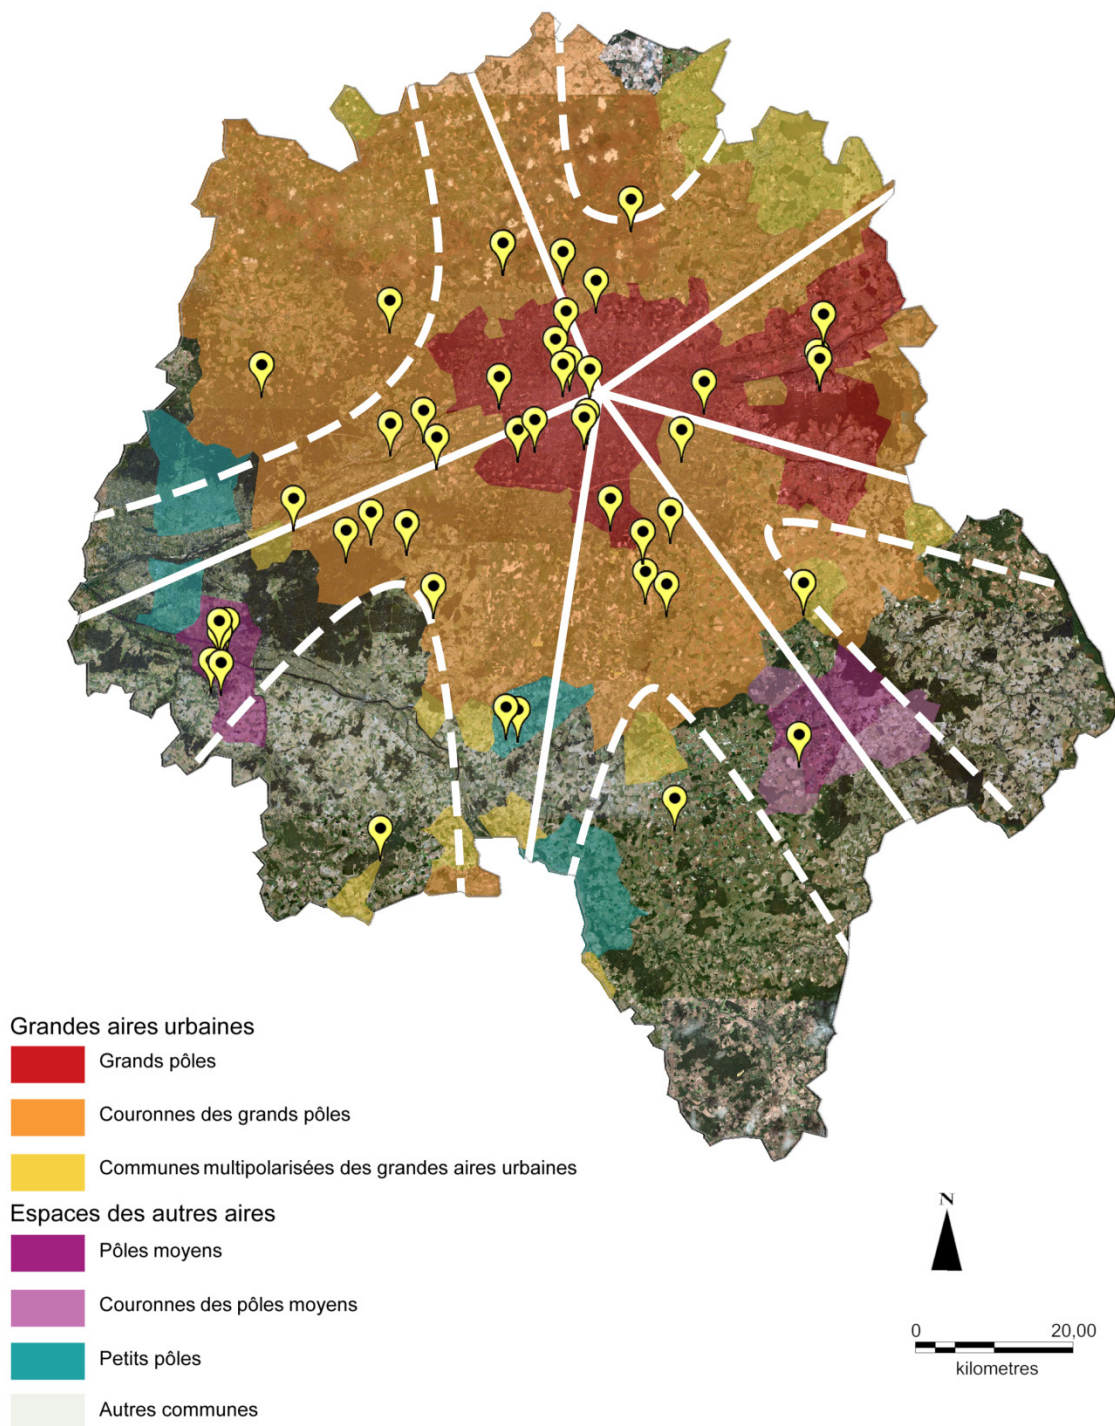 Grandes aires urbaines
Grands pôles
Couronnes des grands pôles
Communes multipolarisées des grandes aires urbaines
Espaces des autres aires
Pôles moyens
Couronnes des pôles moyens
Petits pôles
Autres communes
N
0 20,00
kilometres